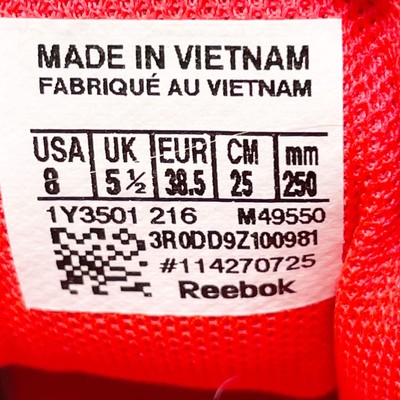 MADE IN VIETNAM
FABRIQUÉ AU VIETNAM
USA UK EUR CM mm
8 5 ½ 38.5 25 250
1Y3501 216 M49550
3R0DD9Z100981
#114270725
Reebok